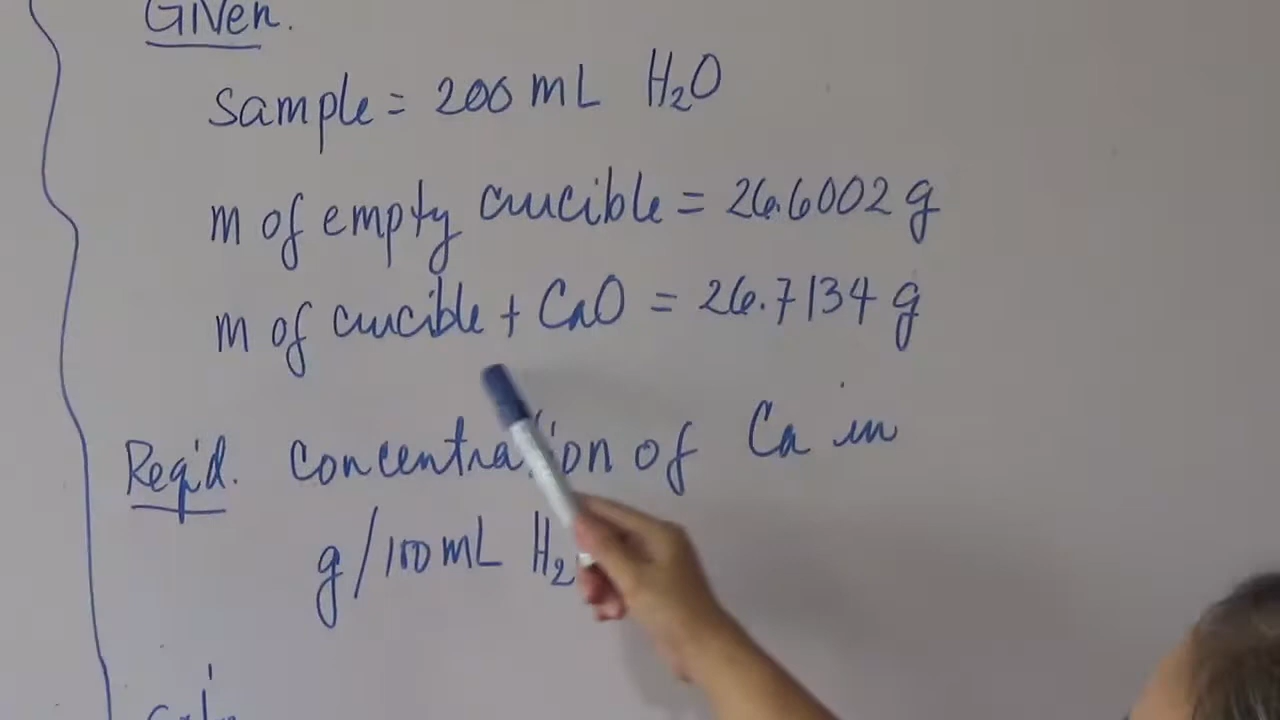 Given.
Sample = 200 mL H₂O
m of empty crucible = 26.6002 g
m of crucible + CaO = 26.7134 g
Req'd. Concentration of Ca in
g/100 mL H₂